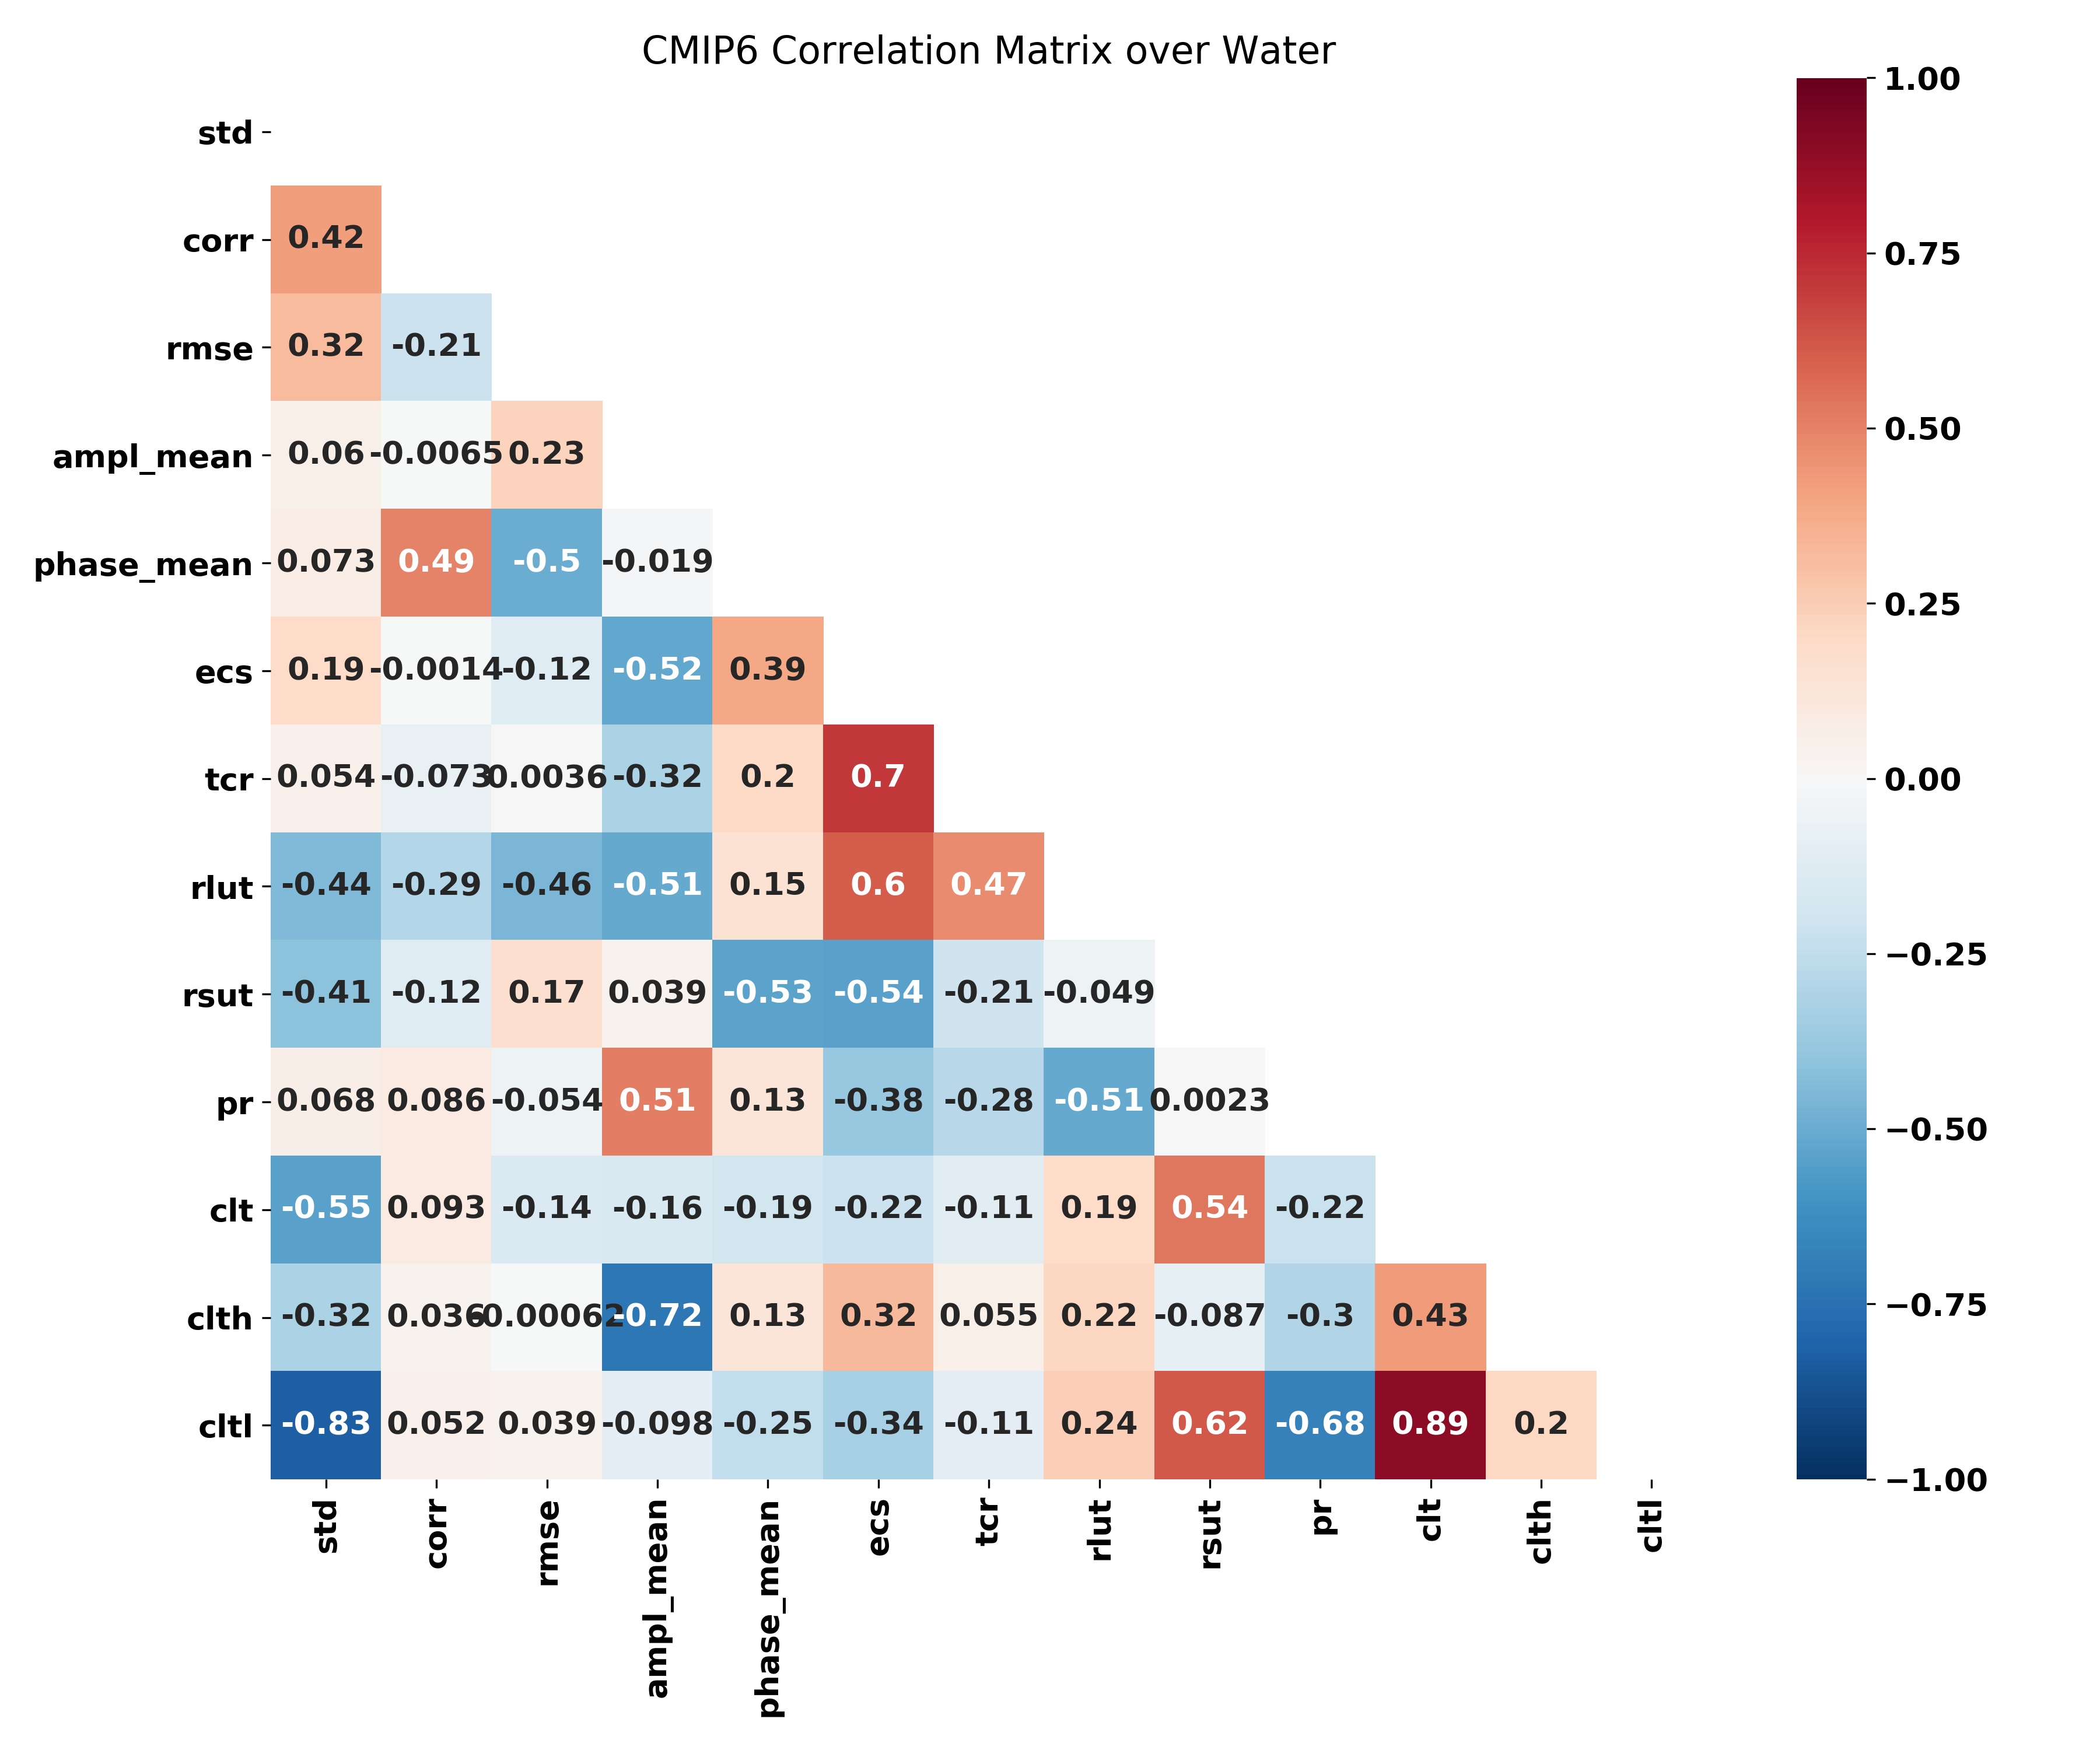 CMIP6 Correlation Matrix over Water
std
corr 0.42
rmse 0.32 -0.21
ampl_mean 0.06 -0.0065 0.23
phase_mean 0.073 0.49 -0.5 -0.019
ecs 0.19 -0.0014 -0.12 -0.52 0.39
tcr 0.054 -0.073 0.0036 -0.32 0.2 0.7
rlut -0.44 -0.29 -0.46 -0.51 0.15 0.6 0.47
rsut -0.41 -0.12 0.17 0.039 -0.53 -0.54 -0.21 -0.049
pr 0.068 0.086 -0.054 0.51 0.13 -0.38 -0.28 -0.51 0.0023
clt -0.55 0.093 -0.14 -0.16 -0.19 -0.22 -0.11 0.19 0.54 -0.22
clth -0.32 0.036 -0.00062 -0.72 0.13 0.32 0.055 0.22 -0.087 -0.3 0.43
cltl -0.83 0.052 0.039 -0.098 -0.25 -0.34 -0.11 0.24 0.62 -0.68 0.89 0.2
std corr rmse ampl_mean phase_mean ecs tcr rlut rsut pr clt clth cltl
1.00
0.75
0.50
0.25
0.00
−0.25
−0.50
−0.75
−1.00